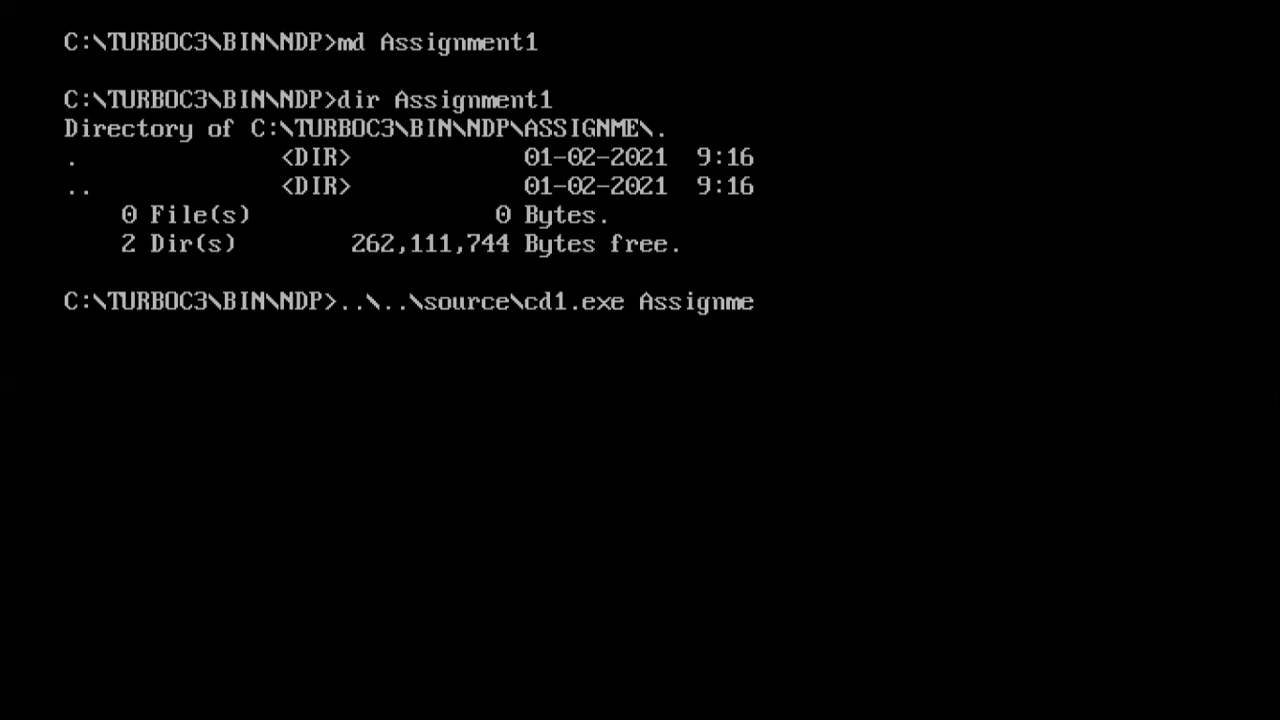 C:\TURBOC3\BIN\NDP>md Assignment1
C:\TURBOC3\BIN\NDP>dir Assignment1
Directory of C:\TURBOC3\BIN\NDP\ASSIGNME\.
. <DIR> 01-02-2021 9:16
.. <DIR> 01-02-2021 9:16
0 File(s) 0 Bytes.
2 Dir(s) 262,111,744 Bytes free.
C:\TURBOC3\BIN\NDP>..\..\source\cd1.exe Assignme